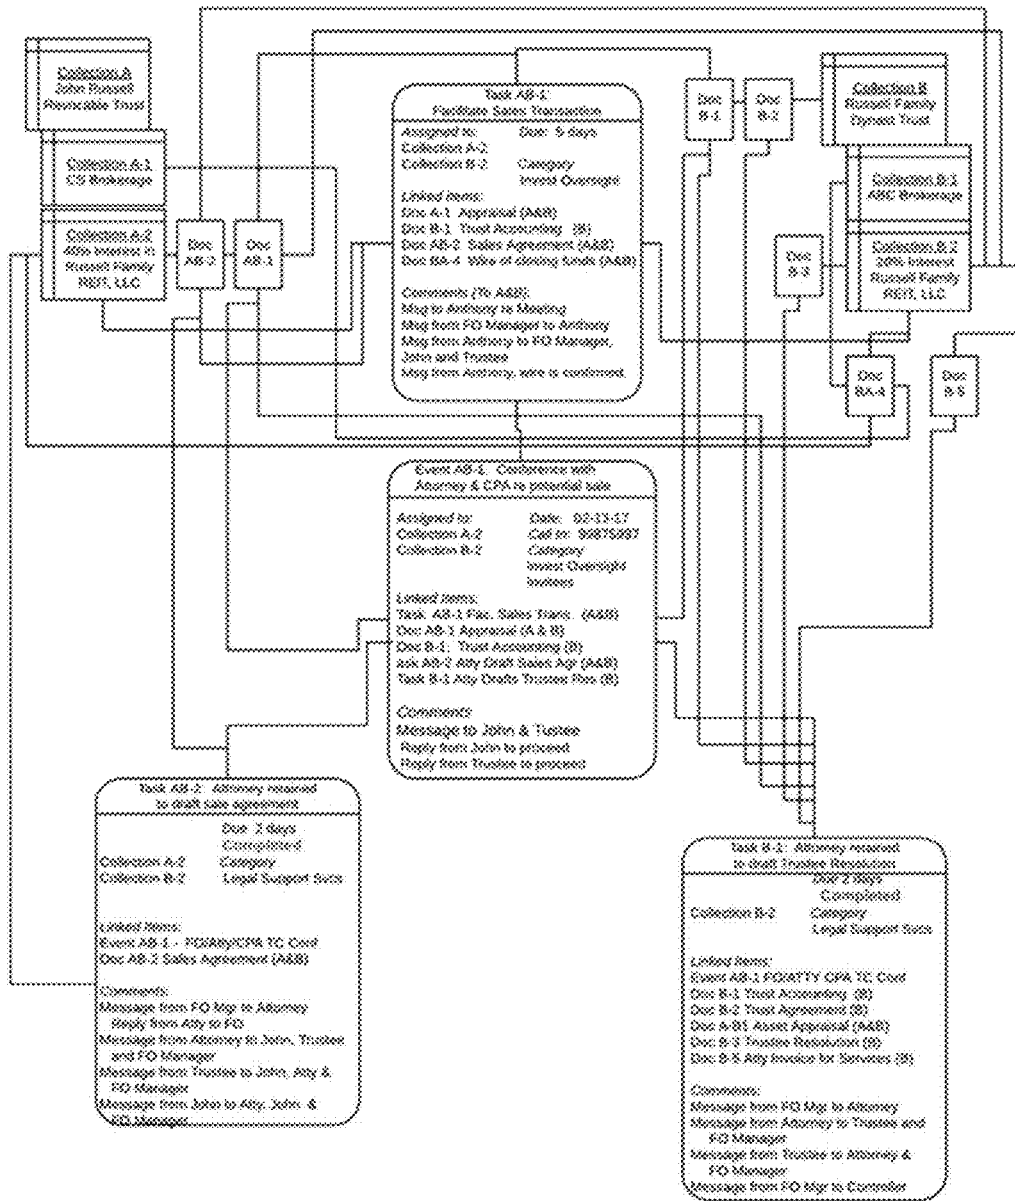 Collection A
John Russell
Revocable Trust
Collection A-1
CS Brokerage
Collection A-2
Interest in
Russell Family
REIT, LLC
Doc
AB-2
Doc
AB-1
Task AB-1:
Facilitate Sales Transaction
Assigned to: Due: 5 days
Collection A-2
Collection B-2 Category
Invest Oversight
Linked Items:
Doc A-1 Appraisal (A&B)
Doc B-1 Trust Accounting (B)
Doc AB-2 Sales Agreement (A&B)
Doc BA-4 Wire of closing funds (A&B)
Comments (To A&B):
Msg to Anthony re Meeting
Msg from FO Manager to Anthony
Msg from Anthony to FO Manager,
John and Trustee
Msg from Anthony, wire is confirmed.
Doc
B-1
Doc
B-2
Collection B
Russell Family
Dynast Trust
Collection B-1
ABC Brokerage
Collection B-2
Interest
Russell Family
REIT, LLC
Doc
B-3
Doc
BA-4
Doc
B-5
Event AB-1: Conference with
Attorney & CPA re potential sale
Assigned to: Date: 02-13-17
Collection A-2 Call in:
Collection B-2 Category
Invest Oversight
Invitees
Linked Items:
Task AB-1 Fac. Sales Trans. (A&B)
Doc AB-1 Appraisal (A & B)
Doc B-1: Trust Accounting (B)
ask AB-2 Atty Draft Sales Agr (A&B)
Task B-1 Atty Drafts Trustee (B)
Comments
Message to John & Tustee
Reply from John to proceed
Reply from Trustee to proceed
Task AB-2: Attorney retained
to draft sale agreement
Due 2 days
Completed
Collection A-2 Category
Collection B-2 Legal Support Svcs
Linked Items:
Event AB-1 - FO/Atty/CPA TC Conf
Doc AB-2 Sales Agreement (A&B)
Comments:
Message from FO Mgr to Attorney
Reply from Atty to FO
Message from Attorney to John, Trustee
and FO Manager
Message from Trustee to John, Atty &
FO Manager
Message from John to Atty, John &
FO Manager
Task B-1: Attorney retained
to draft Trustee Resolution
Due 2 days
Completed
Collection B-2 Category
Legal Support Svcs
Linked Items:
Event AB-1 FO/ATTY CPA TC Conf
Doc B-1 Trust Accounting (B)
Doc B-2 Trust Agreement (B)
Doc A-B1 Asset Appraisal (A&B)
Doc B-3 Trustee Resolution (B)
Doc B-5 Atty Invoice for Services (B)
Comments:
Message from FO Mgr to Attorney
Message from Attorney to Trustee and
FO Manager
Message from Trustee to Attorney &
FO Manager
Message from FO Mgr to Controller